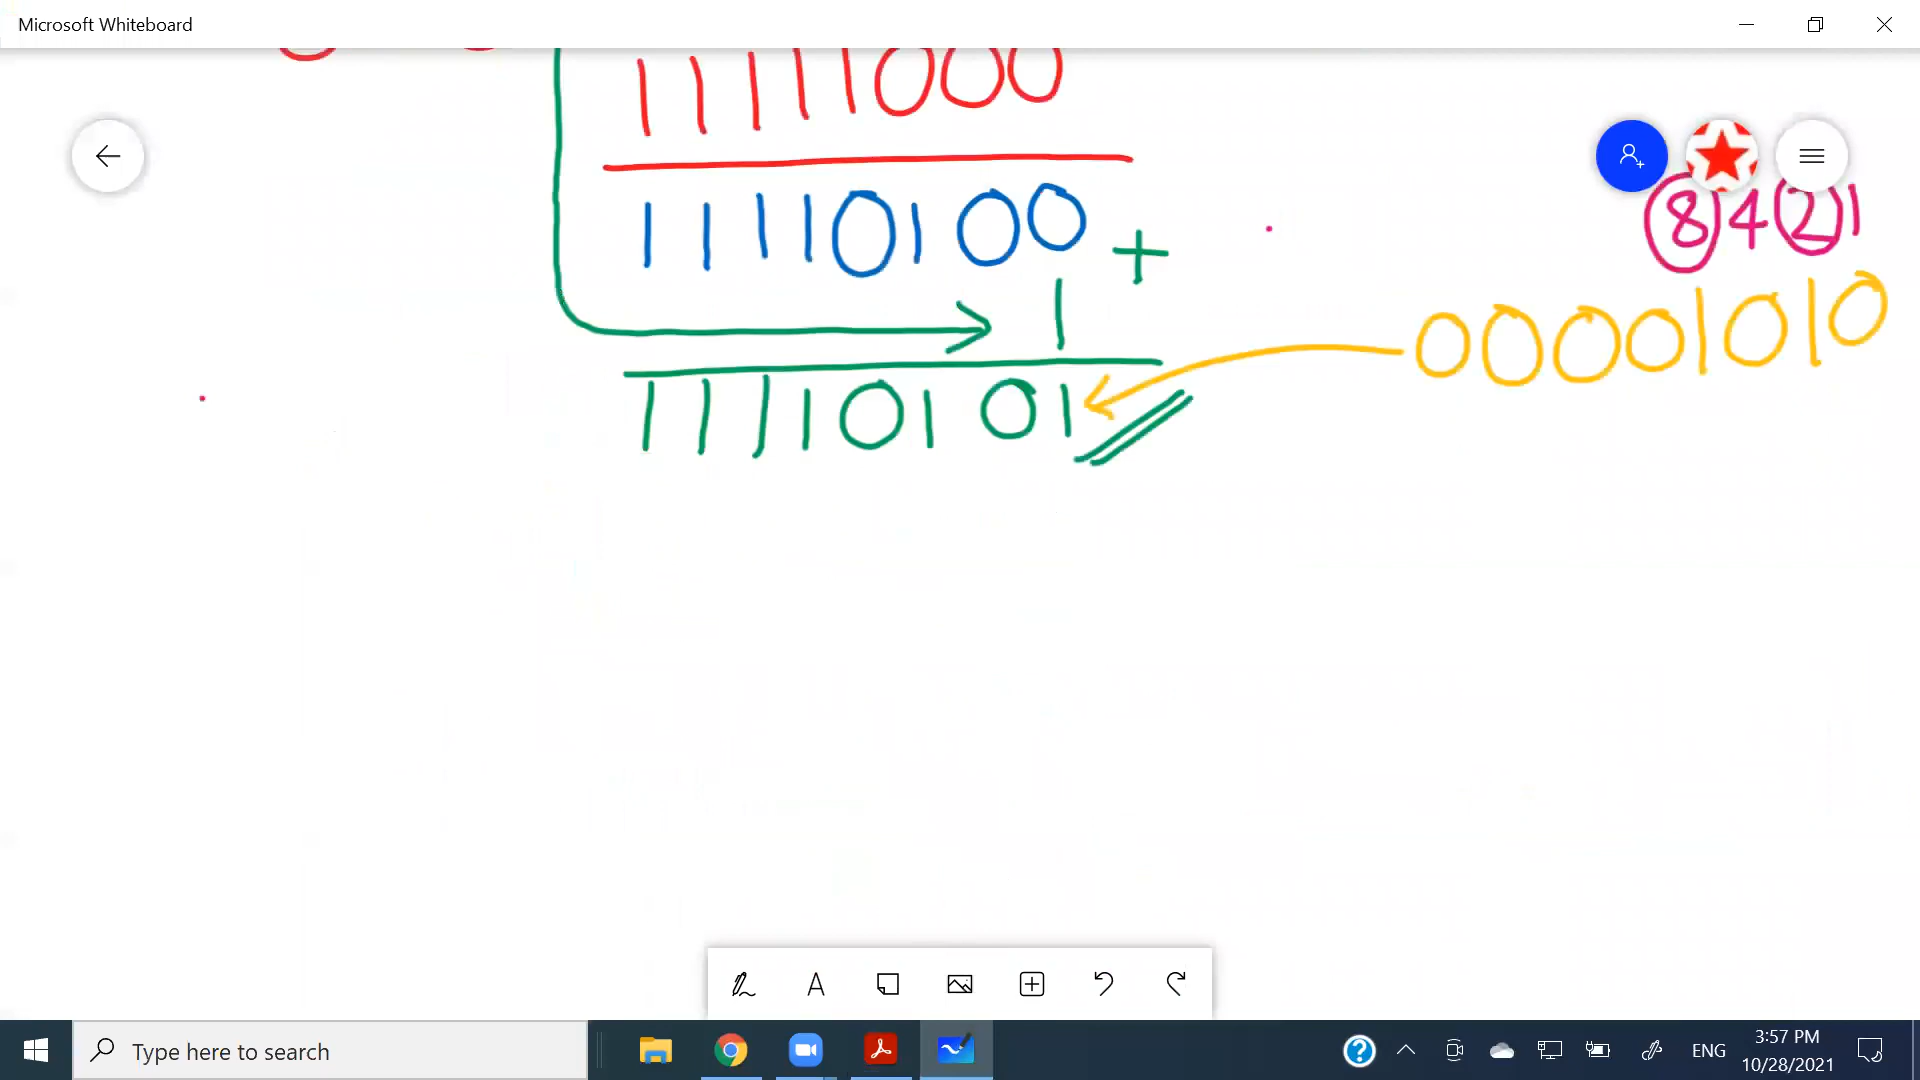 Microsoft Whiteboard
11111000
11110100 +
1
11110101
8421
00001010
Type here to search
ENG
3:57 PM
10/28/2021